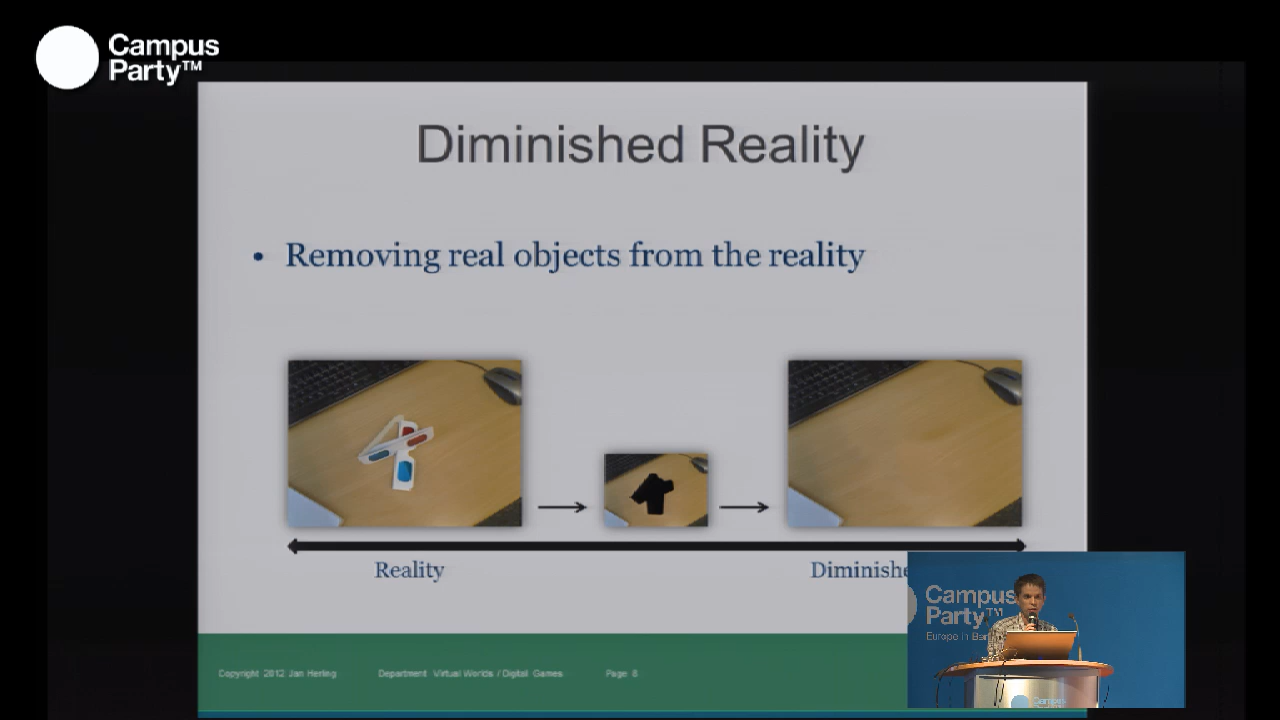 Campus
Party™
Diminished Reality
• Removing real objects from the reality
Reality
Diminishe
Copyright 2012 Jan Herling
Department Virtual Worlds / Digital Games
Page 8
Campus
Party™
Europe in